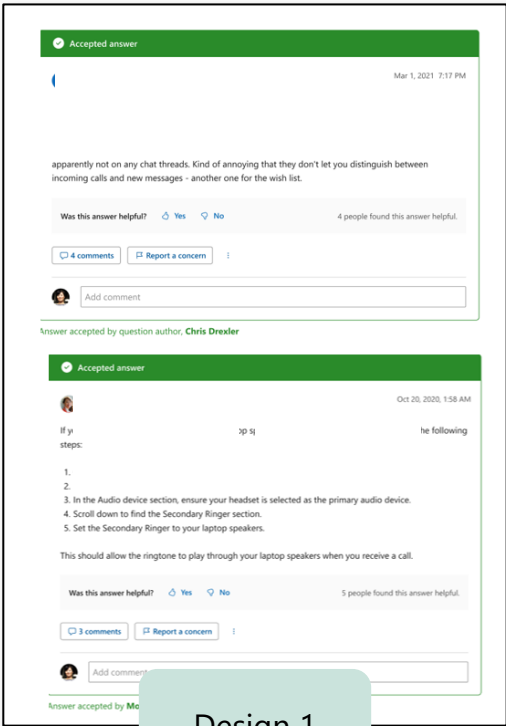 Accepted answer
Mar 1, 2021 7:17 PM
apparently not on any chat threads. Kind of annoying that they don't let you distinguish between
incoming calls and new messages - another one for the wish list.
Was this answer helpful? Yes No 4 people found this answer helpful.
4 comments Report a concern
Add comment
Answer accepted by question author, Chris Drexler
Accepted answer
Oct 20, 2020, 1:58 AM
If following
steps:
1.
2.
3. In the Audio device section, ensure your headset is selected as the primary audio device.
4. Scroll down to find the Secondary Ringer section.
5. Set the Secondary Ringer to your laptop speakers.
This should allow the ringtone to play through your laptop speakers when you receive a call.
Was this answer helpful? Yes No 5 people found this answer helpful.
3 comments Report a concern
Add comment
Answer accepted by
Design 1